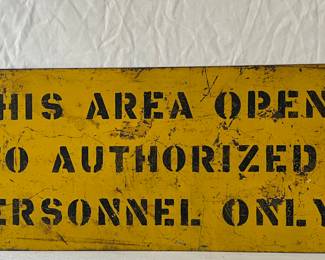 HIS AREA OPEN
O AUTHORIZED
ERSONNEL ONLY